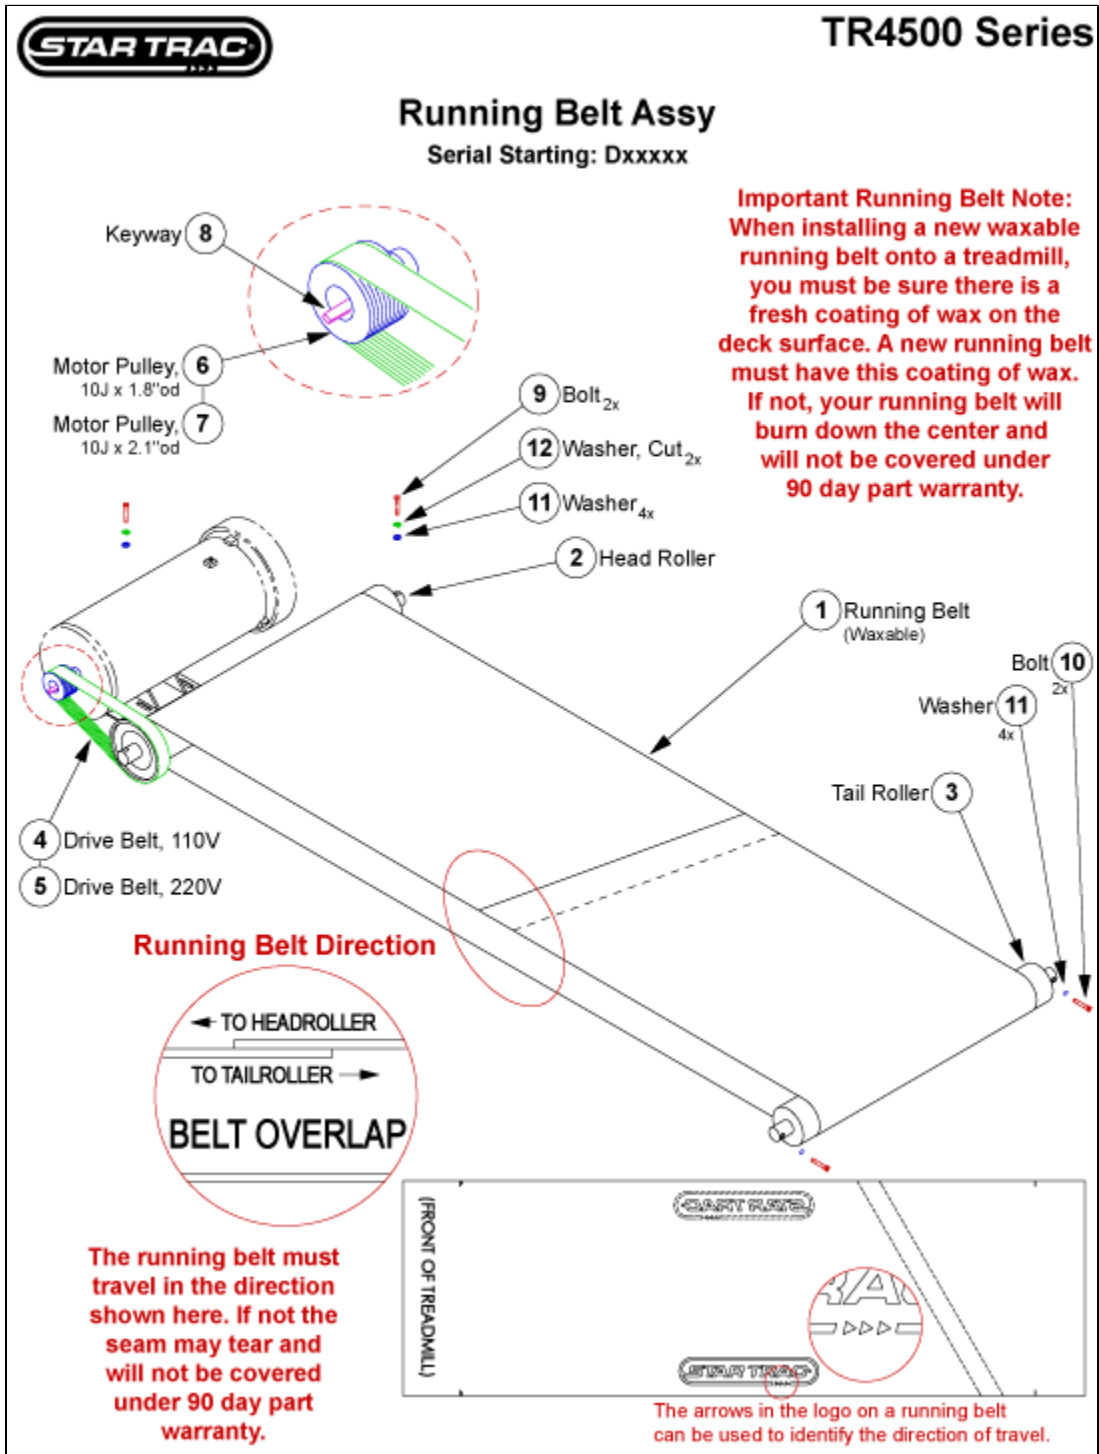 STAR TRAC
TR4500 Series
Running Belt Assy
Serial Starting: Dxxxxx
Important Running Belt Note:
When installing a new waxable
running belt onto a treadmill,
you must be sure there is a
fresh coating of wax on the
deck surface. A new running belt
must have this coating of wax.
If not, your running belt will
burn down the center and
will not be covered under
90 day part warranty.
Keyway 8
Motor Pulley, 6
10J x 1.8"od
Motor Pulley, 7
10J x 2.1"od
9 Bolt 2x
12 Washer, Cut 2x
11 Washer 4x
2 Head Roller
1 Running Belt
(Waxable)
Bolt 10
2x
Washer 11
4x
Tail Roller 3
4 Drive Belt, 110V
5 Drive Belt, 220V
Running Belt Direction
TO HEADROLLER
TO TAILROLLER
BELT OVERLAP
The running belt must
travel in the direction
shown here. If not the
seam may tear and
will not be covered
under 90 day part
warranty.
(FRONT OF TREADMILL)
STAR TRAC
RAC
STAR TRAC
The arrows in the logo on a running belt
can be used to identify the direction of travel.